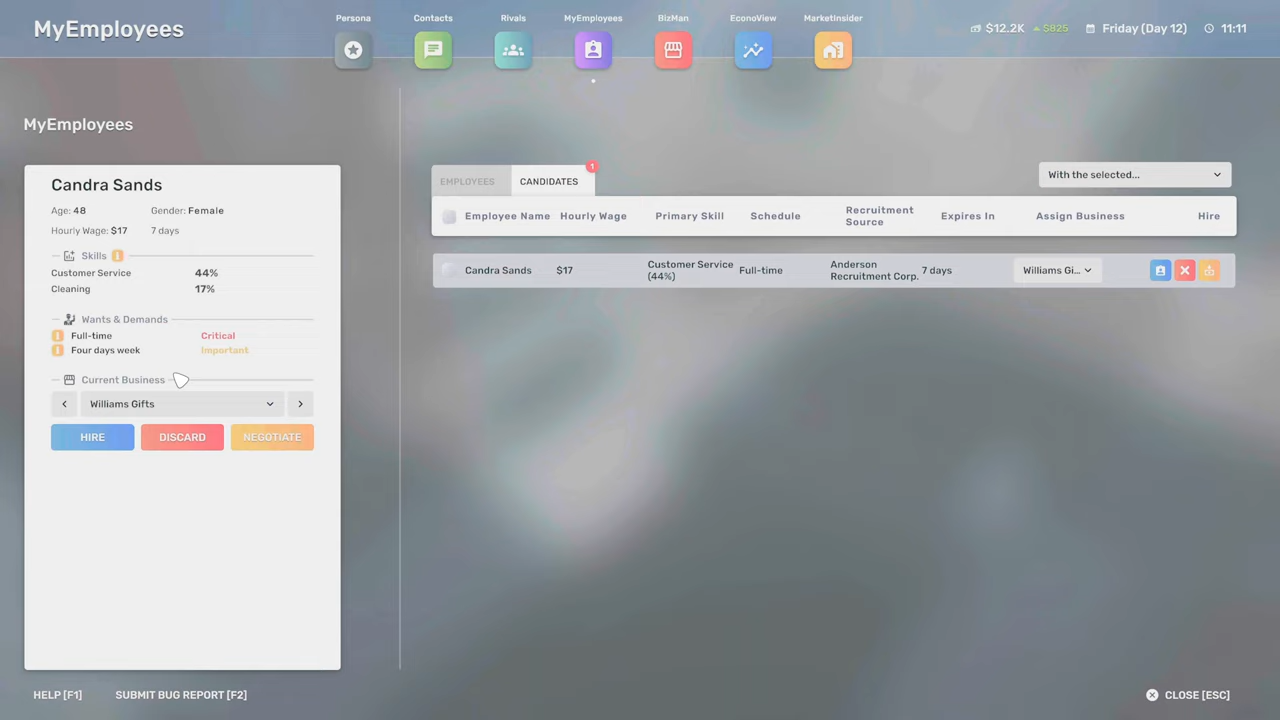 MyEmployees
Persona
Contacts
Rivals
MyEmployees
BizMan
EconoView
MarketInsider
$12.2K
$825
Friday (Day 12)
11:11
MyEmployees
Candra Sands
Age: 48
Gender: Female
Hourly Wage: $17
7 days
Skills
Customer Service 44%
Cleaning 17%
Wants & Demands
Full-time Critical
Four days week Important
Current Business
Williams Gifts
HIRE
DISCARD
NEGOTIATE
EMPLOYEES
CANDIDATES
1
With the selected...
Employee Name
Hourly Wage
Primary Skill
Schedule
Recruitment
Source
Expires In
Assign Business
Hire
Candra Sands
$17
Customer Service
(44%)
Full-time
Anderson
Recruitment Corp.
7 days
Williams Gi...
HELP [F1]
SUBMIT BUG REPORT [F2]
CLOSE [ESC]